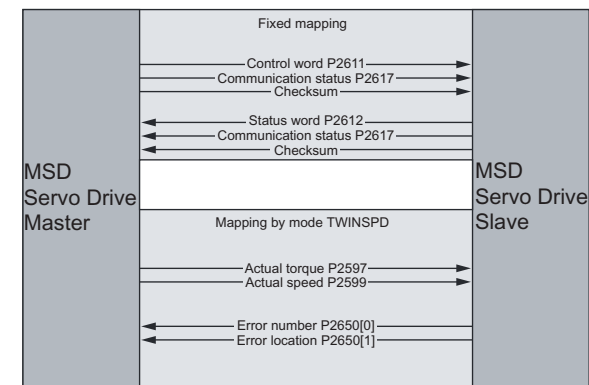 Fixed mapping
Control word P2611
Communication status P2617
Checksum
Status word P2612
Communication status P2617
Checksum
MSD
Servo Drive
Master
MSD
Servo Drive
Slave
Mapping by mode TWINSPD
Actual torque P2597
Actual speed P2599
Error number P2650[0]
Error location P2650[1]